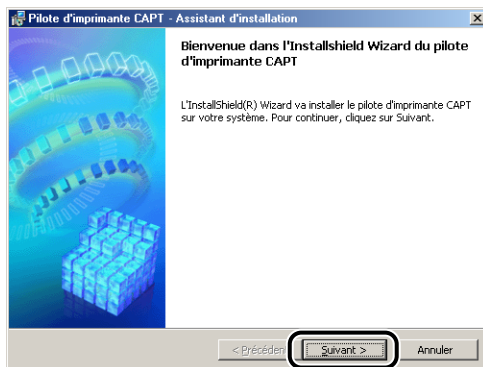 Pilote d'imprimante CAPT - Assistant d'installation
Bienvenue dans l'Installshield Wizard du pilote
d'imprimante CAPT
L'InstallShield(R) Wizard va installer le pilote d'imprimante CAPT
sur votre système. Pour continuer, cliquez sur Suivant.
< Précéden
Suivant >
Annuler